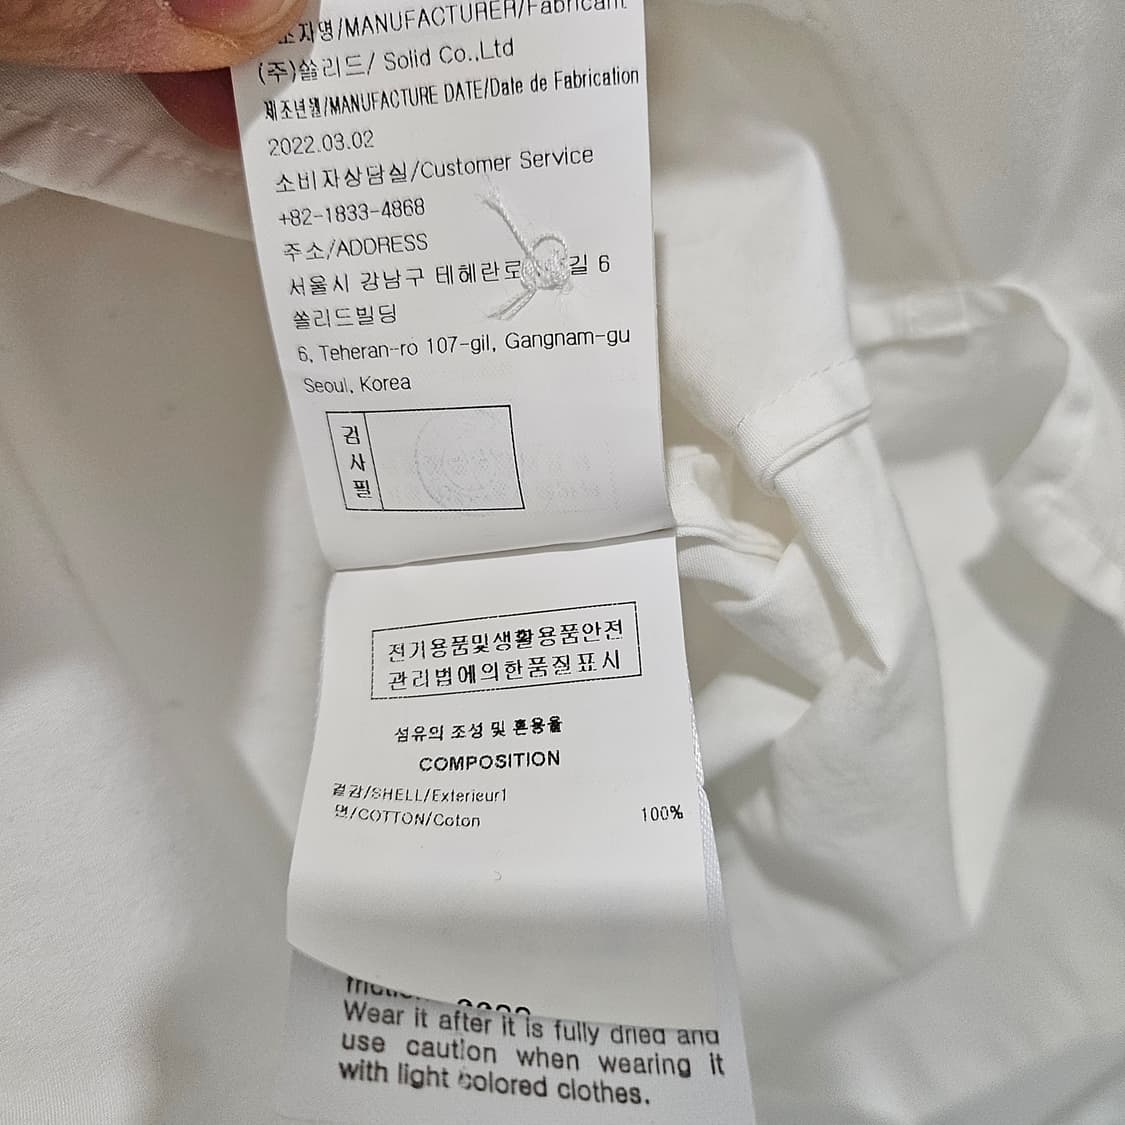 조자명/MANUFACTURER/Fabricant
(주)쏠리드/ Solid Co.,Ltd
제조년월/MANUFACTURE DATE/Date de Fabrication
2022.03.02
소비자상담실/Customer Service
+82-1833-4868
주소/ADDRESS
서울시 강남구 테헤란로 길 6
쏠리드빌딩
6, Teheran-ro 107-gil, Gangnam-gu
Seoul, Korea
검
사
필
전기용품및생활용품안전
관리법에의한품질표시
섬유의 조성 및 혼용율
COMPOSITION
겉감/SHELL/Exterieur1
면/COTTON/Coton 100%
Wear it after it is fully dried and
use caution when wearing it
with light colored clothes.